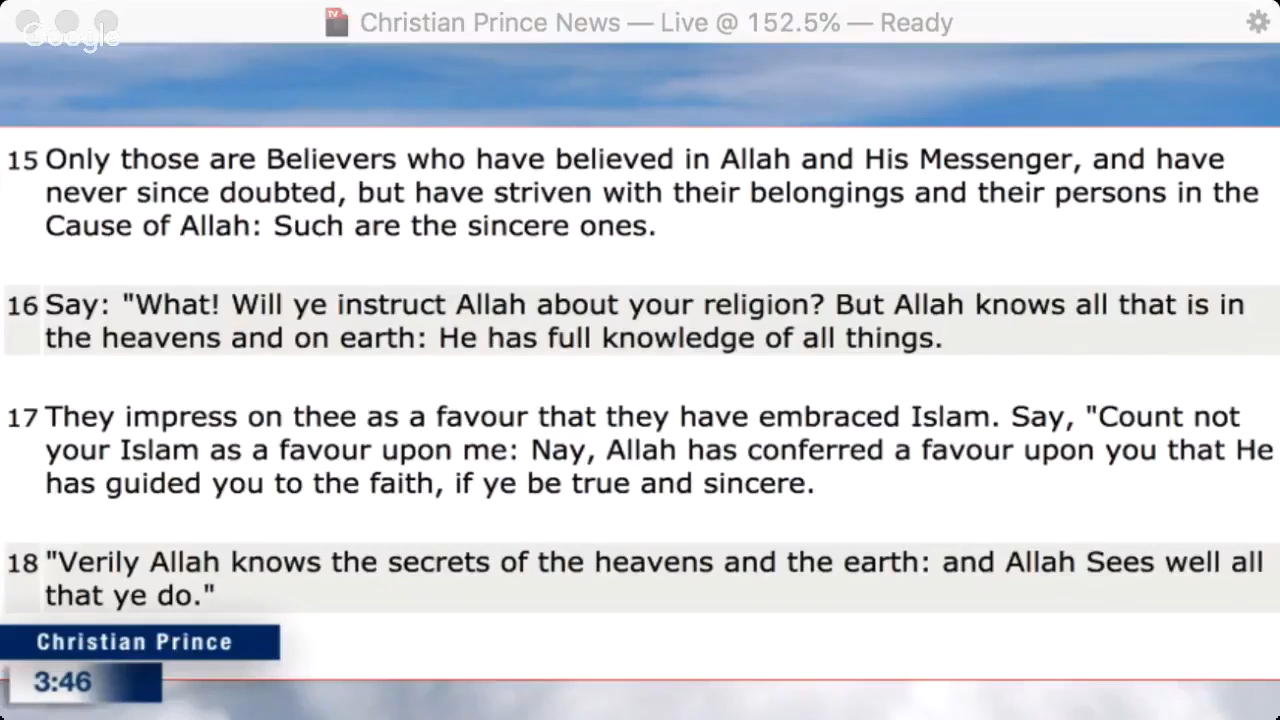 TV
Christian Prince News — Live @ 152.5% — Ready
Google
15 Only those are Believers who have believed in Allah and His Messenger, and have
never since doubted, but have striven with their belongings and their persons in the
Cause of Allah: Such are the sincere ones.
16 Say: "What! Will ye instruct Allah about your religion? But Allah knows all that is in
the heavens and on earth: He has full knowledge of all things.
17 They impress on thee as a favour that they have embraced Islam. Say, "Count not
your Islam as a favour upon me: Nay, Allah has conferred a favour upon you that He
has guided you to the faith, if ye be true and sincere.
18 "Verily Allah knows the secrets of the heavens and the earth: and Allah Sees well all
that ye do."
Christian Prince
3:46